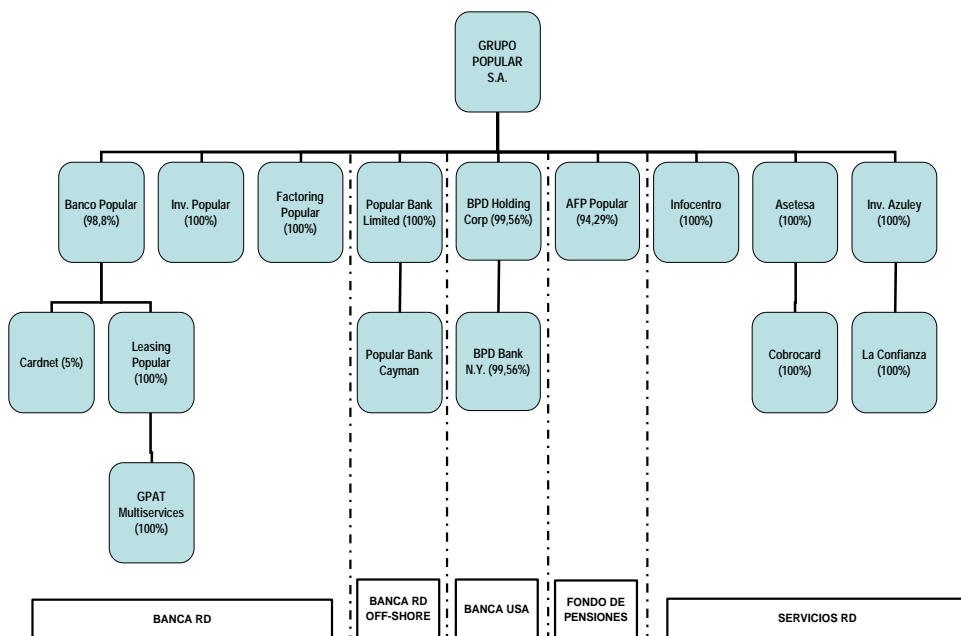 GRUPO
POPULAR
S.A.
Banco Popular
(98,8%)
Inv. Popular
(100%)
Factoring
Popular
(100%)
Popular Bank
Limited (100%)
BPD Holding
Corp (99,56%)
AFP Popular
(94,29%)
Infocentro
(100%)
Asetesa
(100%)
Inv. Azuley
(100%)
Cardnet (5%)
Leasing
Popular
(100%)
Popular Bank
Cayman
BPD Bank
N.Y. (99,56%)
Cobrocard
(100%)
La Confianza
(100%)
GPAT
Multiservices
(100%)
BANCA RD
BANCA RD
OFF-SHORE
BANCA USA
FONDO DE
PENSIONES
SERVICIOS RD